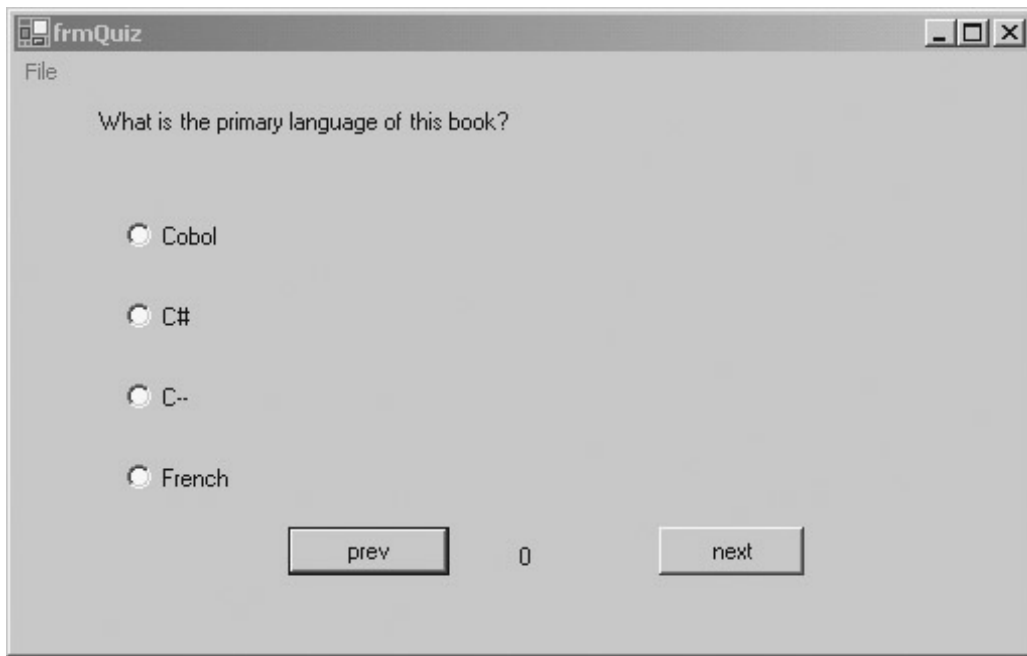 frmQuiz
File
What is the primary language of this book?
Cobol
C#
C--
French
prev 0 next